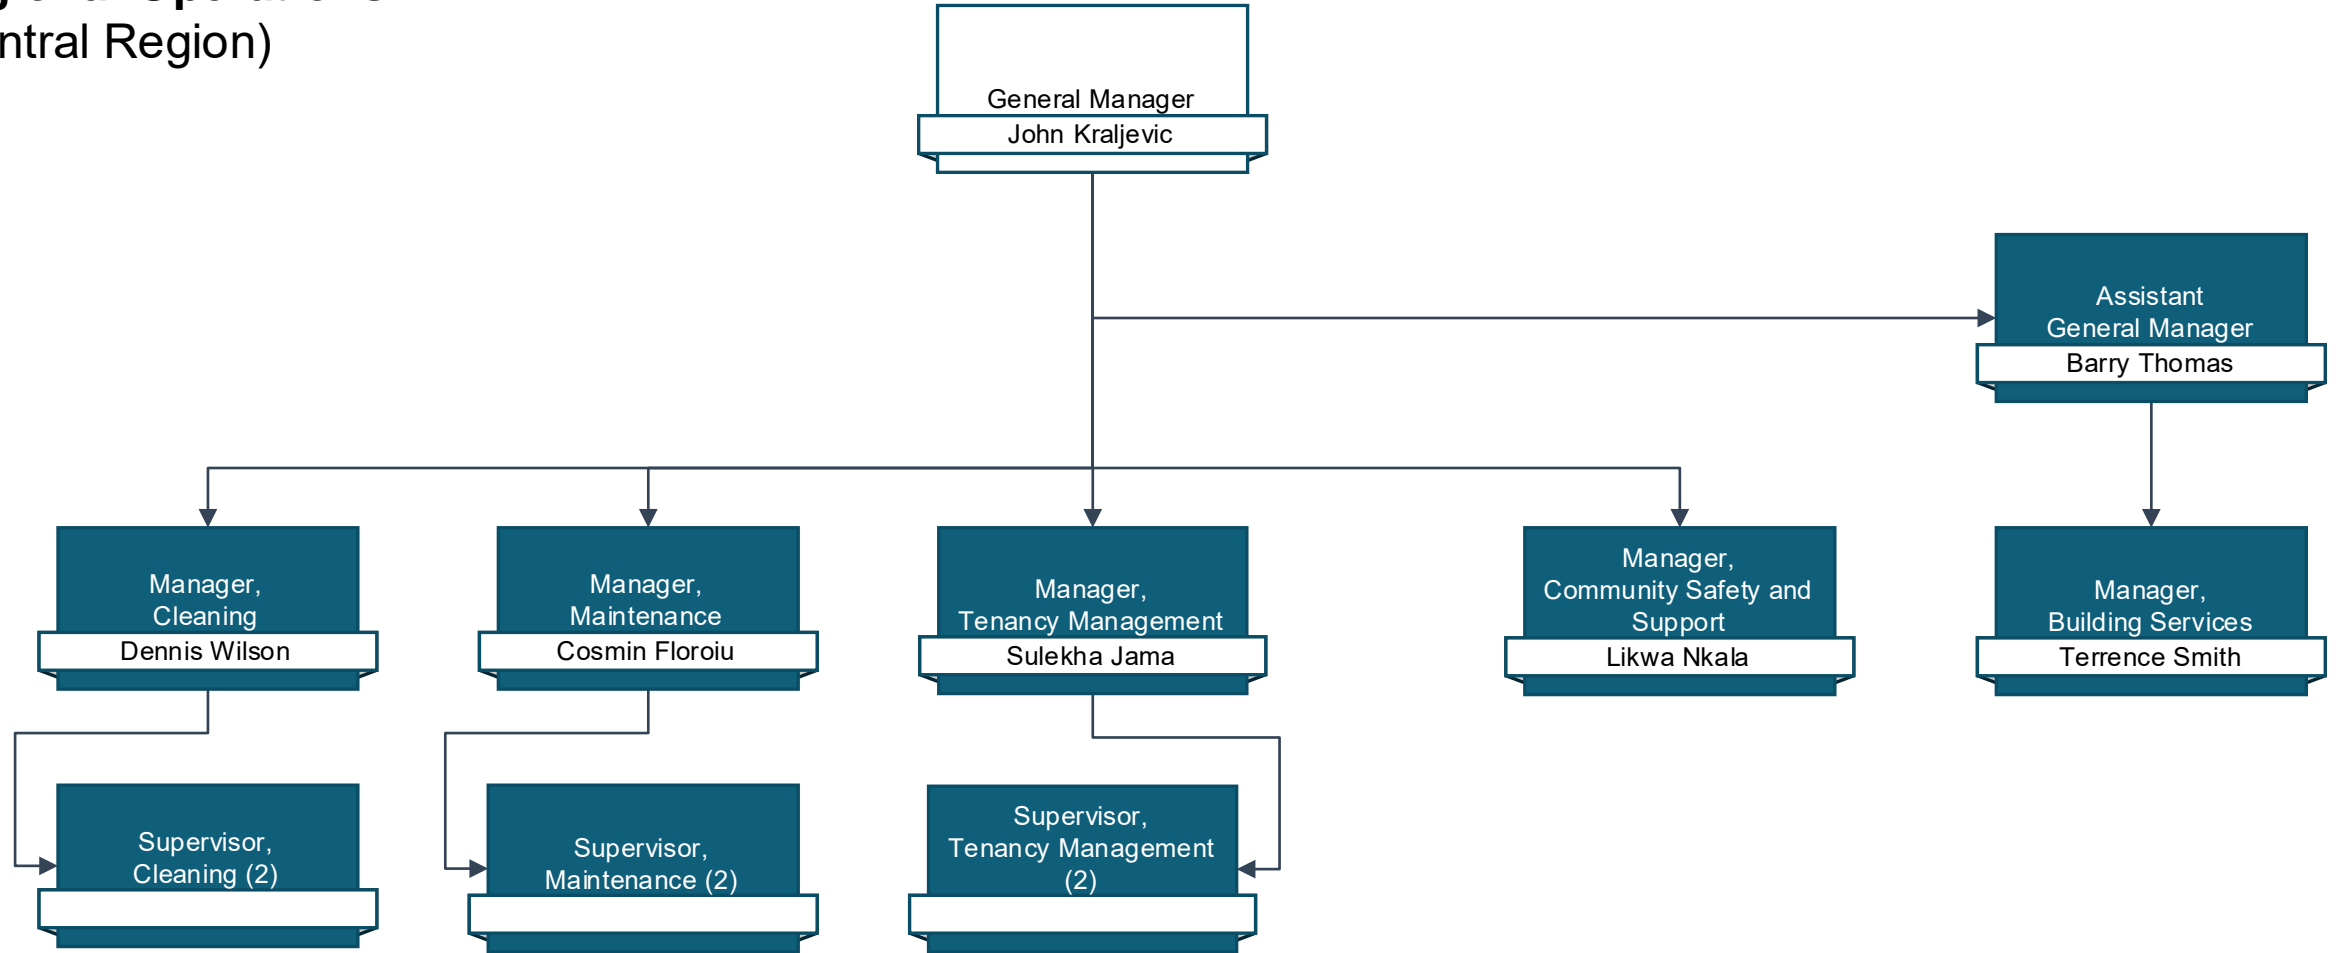 ntral Region)
General Manager
John Kraljevic
Assistant
General Manager
Barry Thomas
Manager,
Cleaning
Dennis Wilson
Manager,
Maintenance
Cosmin Floroiu
Manager,
Tenancy Management
Sulekha Jama
Manager,
Community Safety and
Support
Likwa Nkala
Manager,
Building Services
Terrence Smith
Supervisor,
Cleaning (2)
Supervisor,
Maintenance (2)
Supervisor,
Tenancy Management
(2)